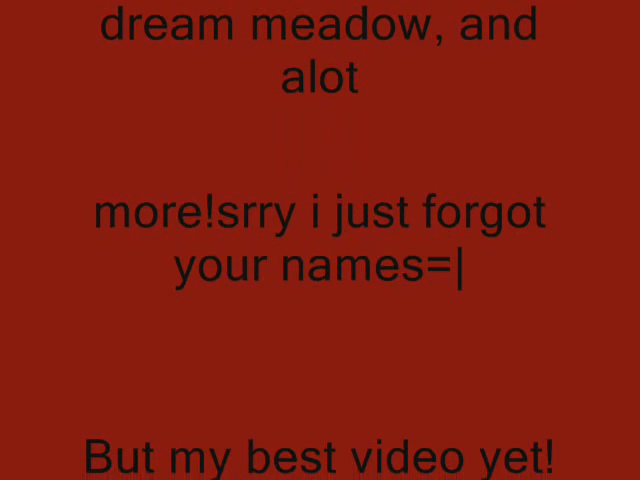 dream meadow, and
alot
more!srry i just forgot
your names=|
But my best video yet!